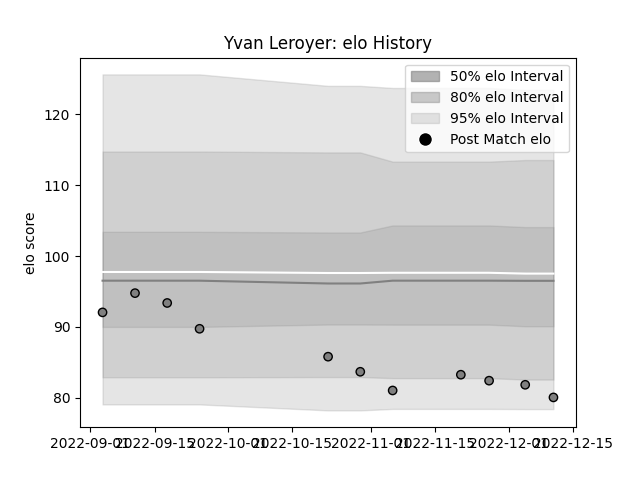 Yvan Leroyer: elo History
50% elo Interval
80% elo Interval
95% elo Interval
Post Match elo
elo score
120
110
100
90
80
2022-09-01 2022-09-15 2022-10-01 2022-10-15 2022-11-01 2022-11-15 2022-12-01 2022-12-15